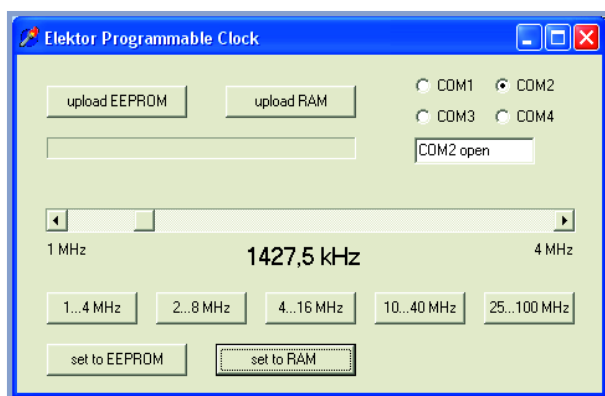 Elektor Programmable Clock
upload EEPROM upload RAM
COM1 COM2
COM3 COM4
COM2 open
1 MHz 1427,5 kHz 4 MHz
1...4 MHz 2...8 MHz 4...16 MHz 10...40 MHz 25...100 MHz
set to EEPROM set to RAM